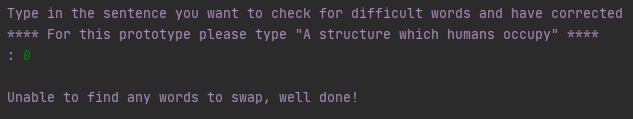 Type in the sentence you want to check for difficult words and have corrected
**** For this prototype please type "A structure which humans occupy" ****
: 0
Unable to find any words to swap, well done!